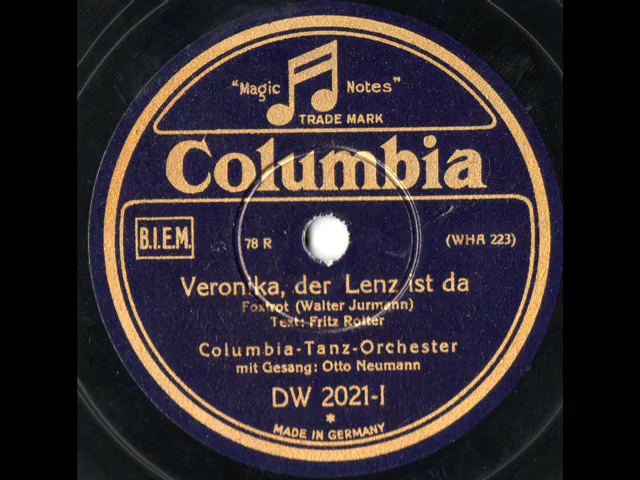 "Magic Notes"
TRADE MARK
Columbia
B.I.E.M.
78 R
(WHA 223)
Veronika, der Lenz ist da
Foxtrot (Walter Jurmann)
Text: Fritz Rotter
Columbia-Tanz-Orchester
mit Gesang: Otto Neumann
DW 2021-I
*
MADE IN GERMANY